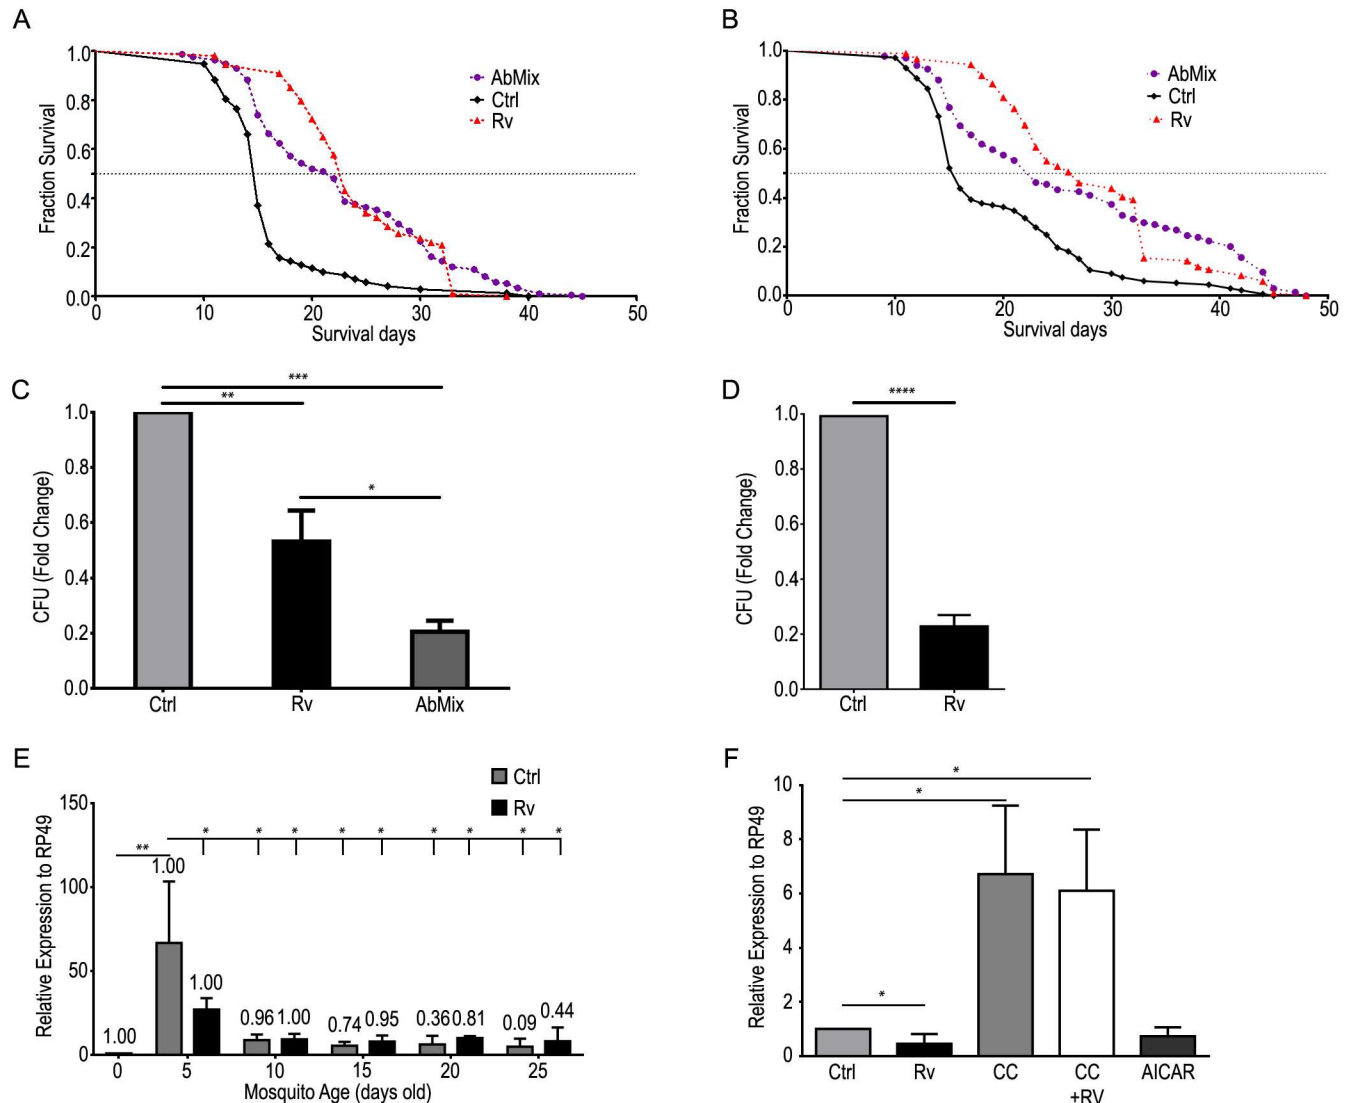 A
1.0
0.8
0.6
0.4
0.2
0.0
Fraction Survival
AbMix
Ctrl
Rv
0 10 20 30 40 50
Survival days
B
1.0
0.8
0.6
0.4
0.2
0.0
Fraction Survival
AbMix
Ctrl
Rv
0 10 20 30 40 50
Survival days
C
1.0
0.8
0.6
0.4
0.2
0.0
CFU (Fold Change)
***
**
*
Ctrl Rv AbMix
D
1.0
0.8
0.6
0.4
0.2
0.0
CFU (Fold Change)
****
Ctrl Rv
E
Ctrl
Rv
150
100
50
0
Relative Expression to RP49
** * * * * * * * * *
1.00 1.00 1.00 0.96 1.00 0.74 0.95 0.36 0.81 0.09 0.44
0 5 10 15 20 25
Mosquito Age (days old)
F
10
8
6
4
2
0
Relative Expression to RP49
*
*
*
Ctrl Rv CC CC AICAR
+RV